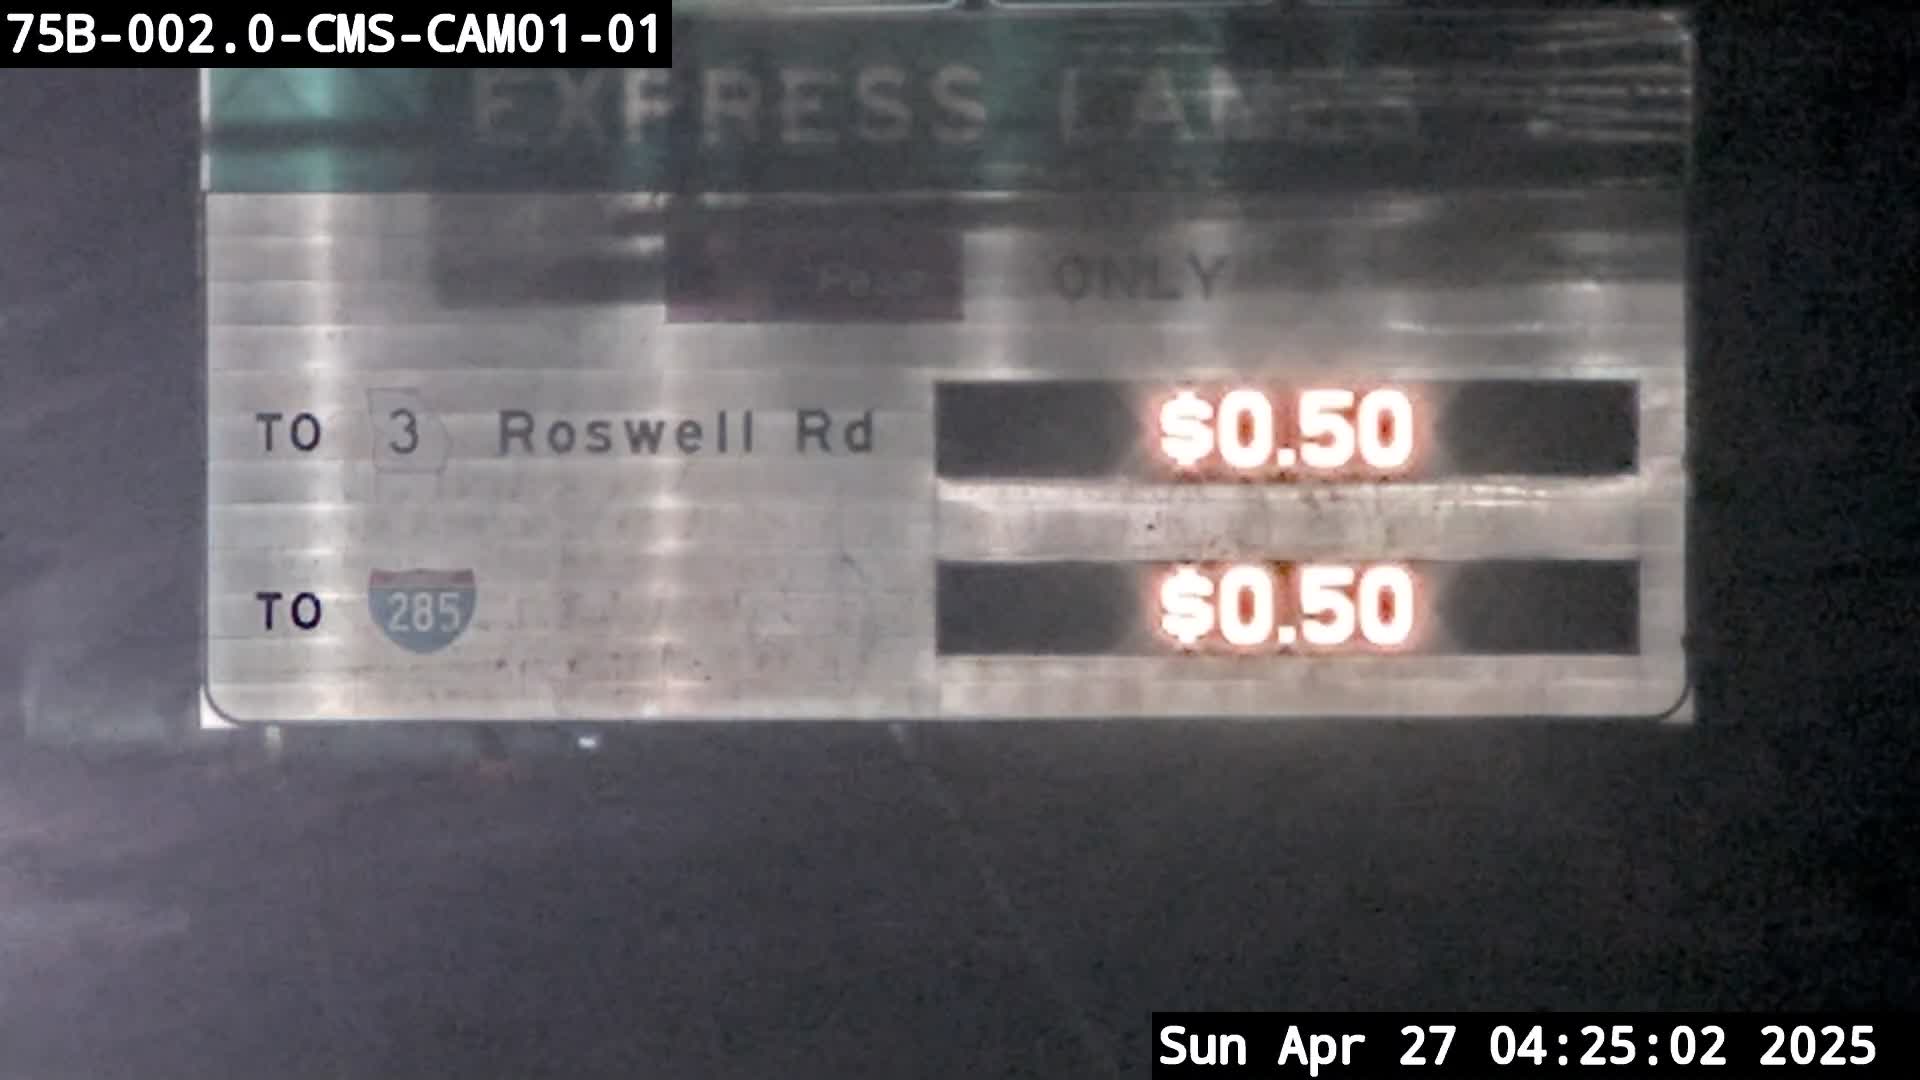 75B-002.0-CMS-CAM01-01
EXPRESS LANES
ONLY
TO 3 Roswell Rd $0.50
TO 285 $0.50
Sun Apr 27 04:25:02 2025